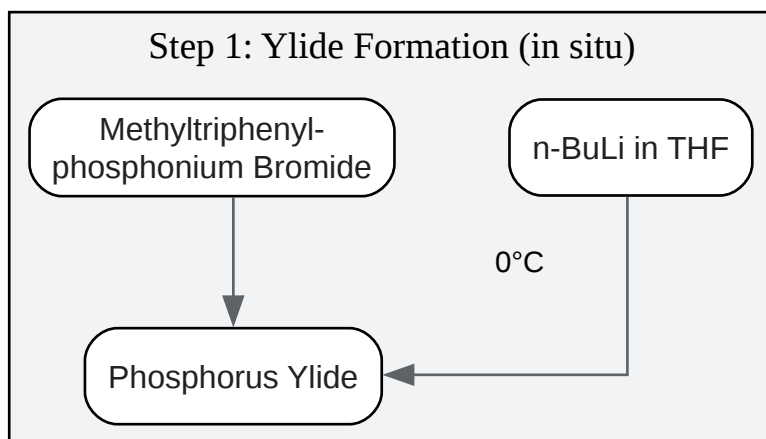 Step 1: Ylide Formation (in situ)
Methyltriphenyl-
phosphonium Bromide
n-BuLi in THF
0°C
Phosphorus Ylide